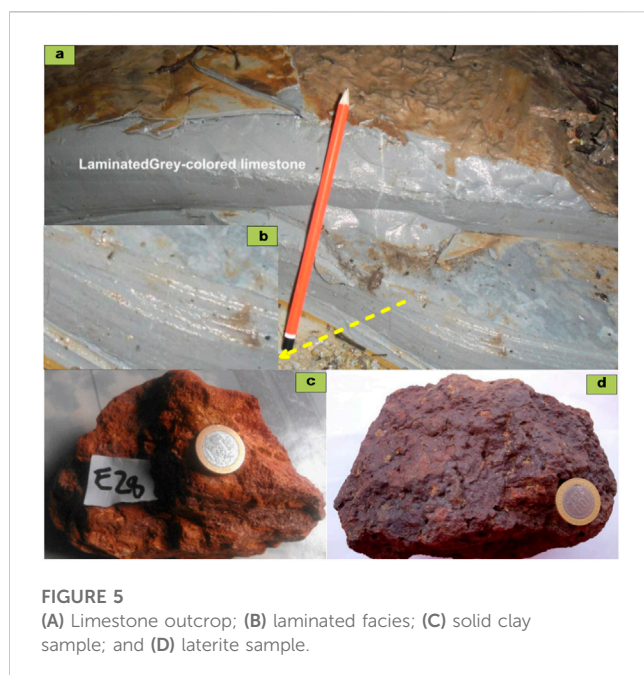 a
LaminatedGrey-colored limestone
b
c
d
E28
FIGURE 5
(A) Limestone outcrop; (B) laminated facies; (C) solid clay
sample; and (D) laterite sample.